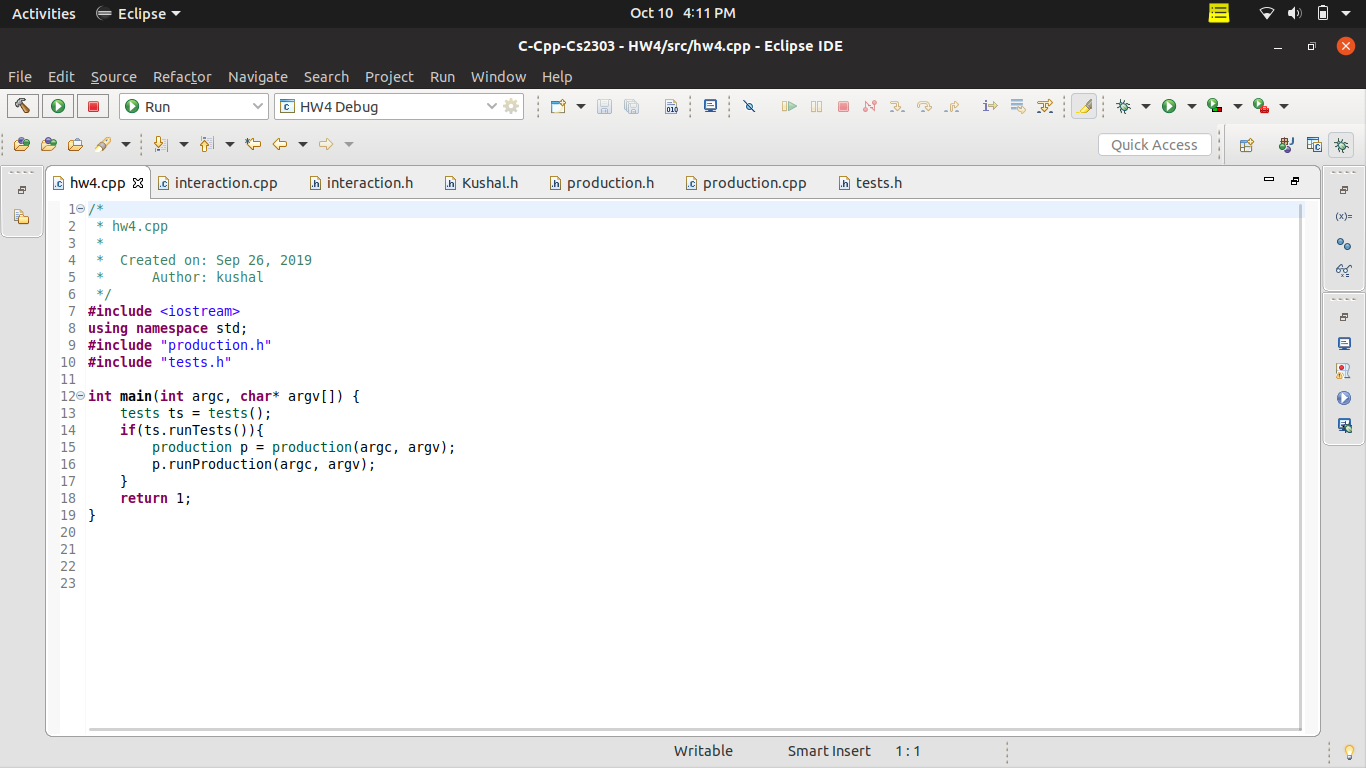 Activities Eclipse Oct 10 4:11 PM
C-Cpp-Cs2303 - HW4/src/hw4.cpp - Eclipse IDE
File Edit Source Refactor Navigate Search Project Run Window Help
Run HW4 Debug
Quick Access
hw4.cpp interaction.cpp interaction.h Kushal.h production.h production.cpp tests.h
1 /*
2  * hw4.cpp
3  *
4  *  Created on: Sep 26, 2019
5  *      Author: kushal
6  */
7 #include <iostream>
8 using namespace std;
9 #include "production.h"
10 #include "tests.h"
11
12 int main(int argc, char* argv[]) {
13     tests ts = tests();
14     if(ts.runTests()){
15         production p = production(argc, argv);
16         p.runProduction(argc, argv);
17     }
18     return 1;
19 }
20
21
22
23
Writable Smart Insert 1 : 1